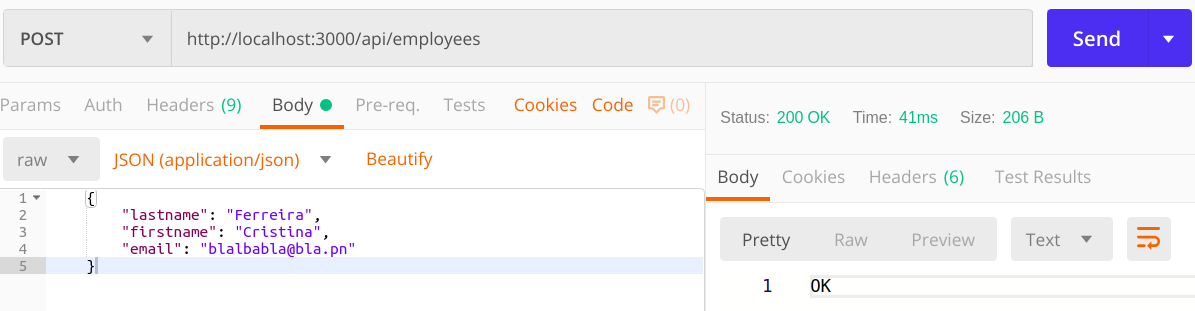 POST http://localhost:3000/api/employees Send
Params Auth Headers (9) Body Pre-req. Tests Cookies Code (0)
raw JSON (application/json) Beautify
1 {
2 "lastname": "Ferreira",
3 "firstname": "Cristina",
4 "email": "blalbabla@bla.pn"
5 }
Status: 200 OK Time: 41ms Size: 206 B
Body Cookies Headers (6) Test Results
Pretty Raw Preview Text
1 OK